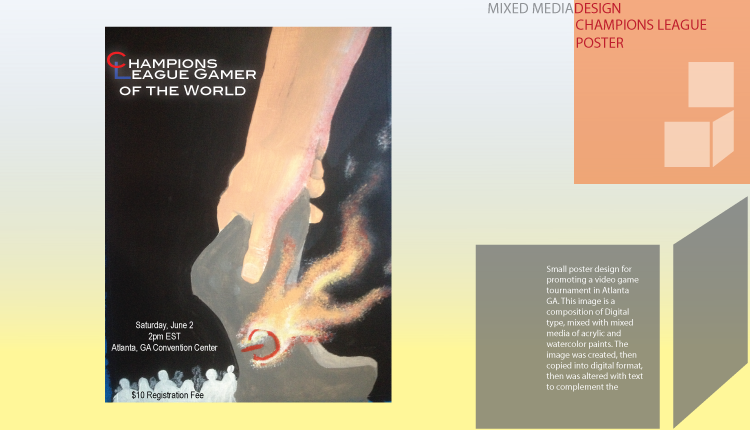 MIXED MEDIADESIGN
CHAMPIONS LEAGUE
POSTER
CHAMPIONS
LEAGUE GAMER
OF THE WORLD
Saturday, June 2
2pm EST
Atlanta, GA Convention Center
$10 Registration Fee
Small poster design for
promoting a video game
tournament in Atlanta
GA. This image is a
composition of Digital
type, mixed with mixed
media of acrylic and
watercolor paints. The
image was created, then
copied into digital format,
then was altered with text
to complement the